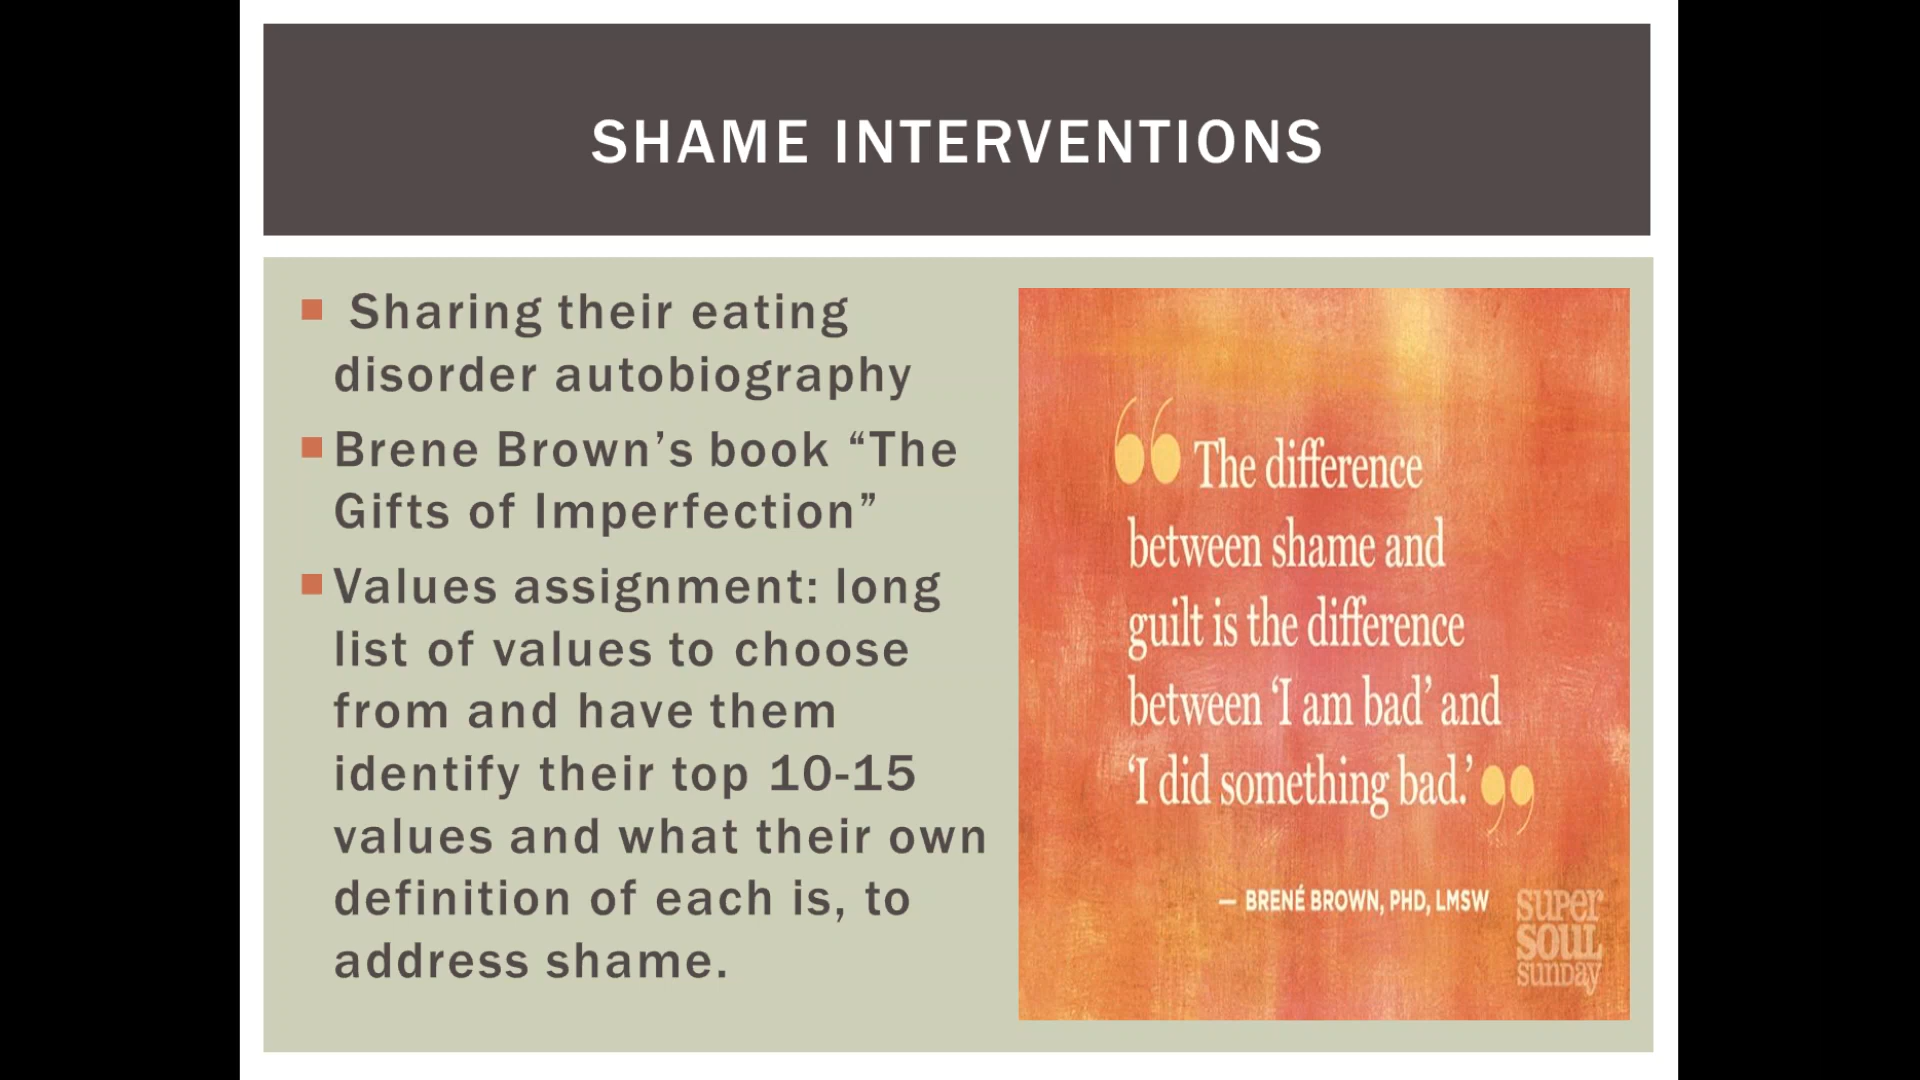 SHAME INTERVENTIONS
Sharing their eating
disorder autobiography
Brene Brown’s book “The
Gifts of Imperfection”
Values assignment: long
list of values to choose
from and have them
identify their top 10-15
values and what their own
definition of each is, to
address shame.
“The difference
between shame and
guilt is the difference
between ‘I am bad’ and
‘I did something bad.’”
— BRENÉ BROWN, PHD, LMSW
super
soul
sunday